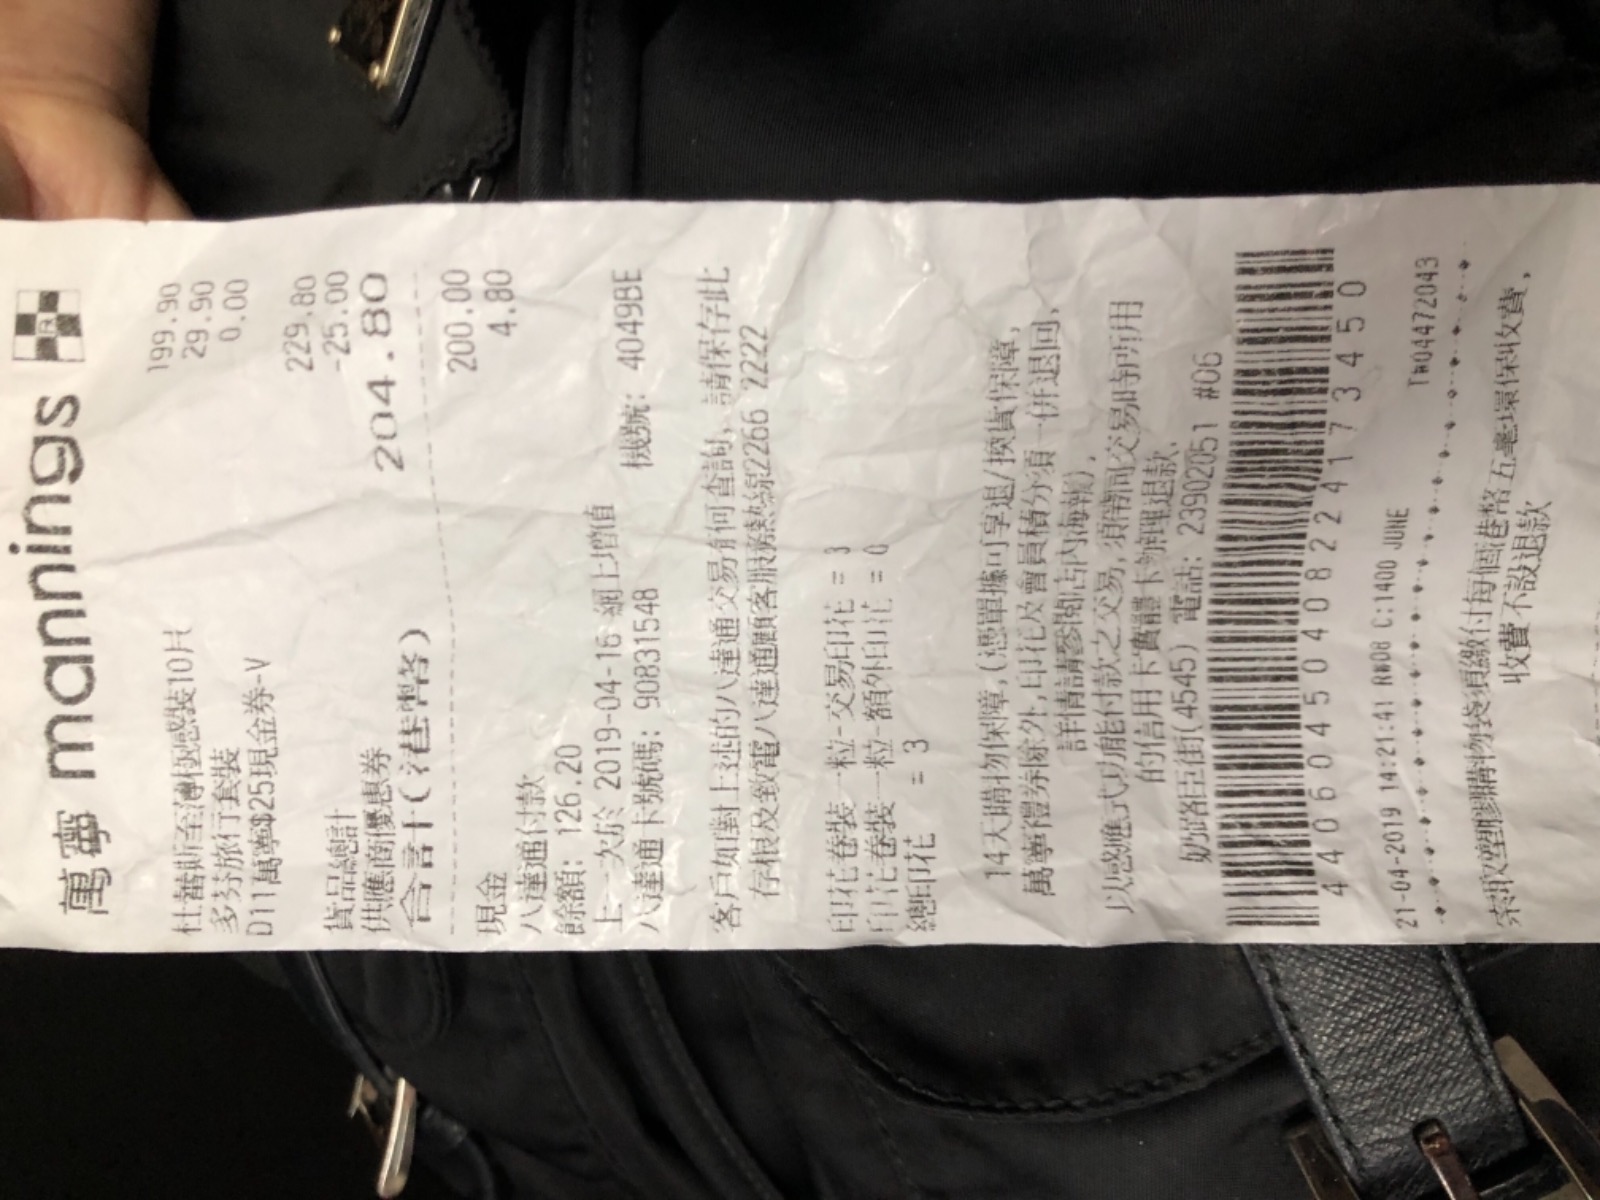 萬寧 mannings
杜蕾斯至薄極感裝10片 199.90
多芬旅行套裝 29.90
D11萬寧$25現金券-V 0.00
貨品總計 229.80
供應商優惠券 -25.00
合計(港幣) 204.80
現金 200.00
八達通付款 4.80
餘額: 126.20
上一次於 2019-04-16 網上增值
八達通卡號碼: 90831548 機號: 4049BE
客戶如對上述的八達通交易有任何查詢, 請保存此
存根及致電八達通顧客服務熱線2266 2222
印花卷裝一粒-交易印花 = 3
印花卷裝一粒-額外印花 = 0
總印花 = 3
14天購物保障,(憑單據可享退/換貨保障,
萬寧禮券除外,印花及會員積分須一併退回,
詳情請參閱店內海報).
以感應式功能付款之交易,須帶同交易時所用
的信用卡實體卡辦理退款.
奶路臣街(4545) 電話: 23902051 #06
4406045040824173450
21-04-2019 14:21:41 R#08 C:1400 JUNE T#04472043
索取塑膠購物袋須繳付每個港幣五毫環保收費,
收費不設退款